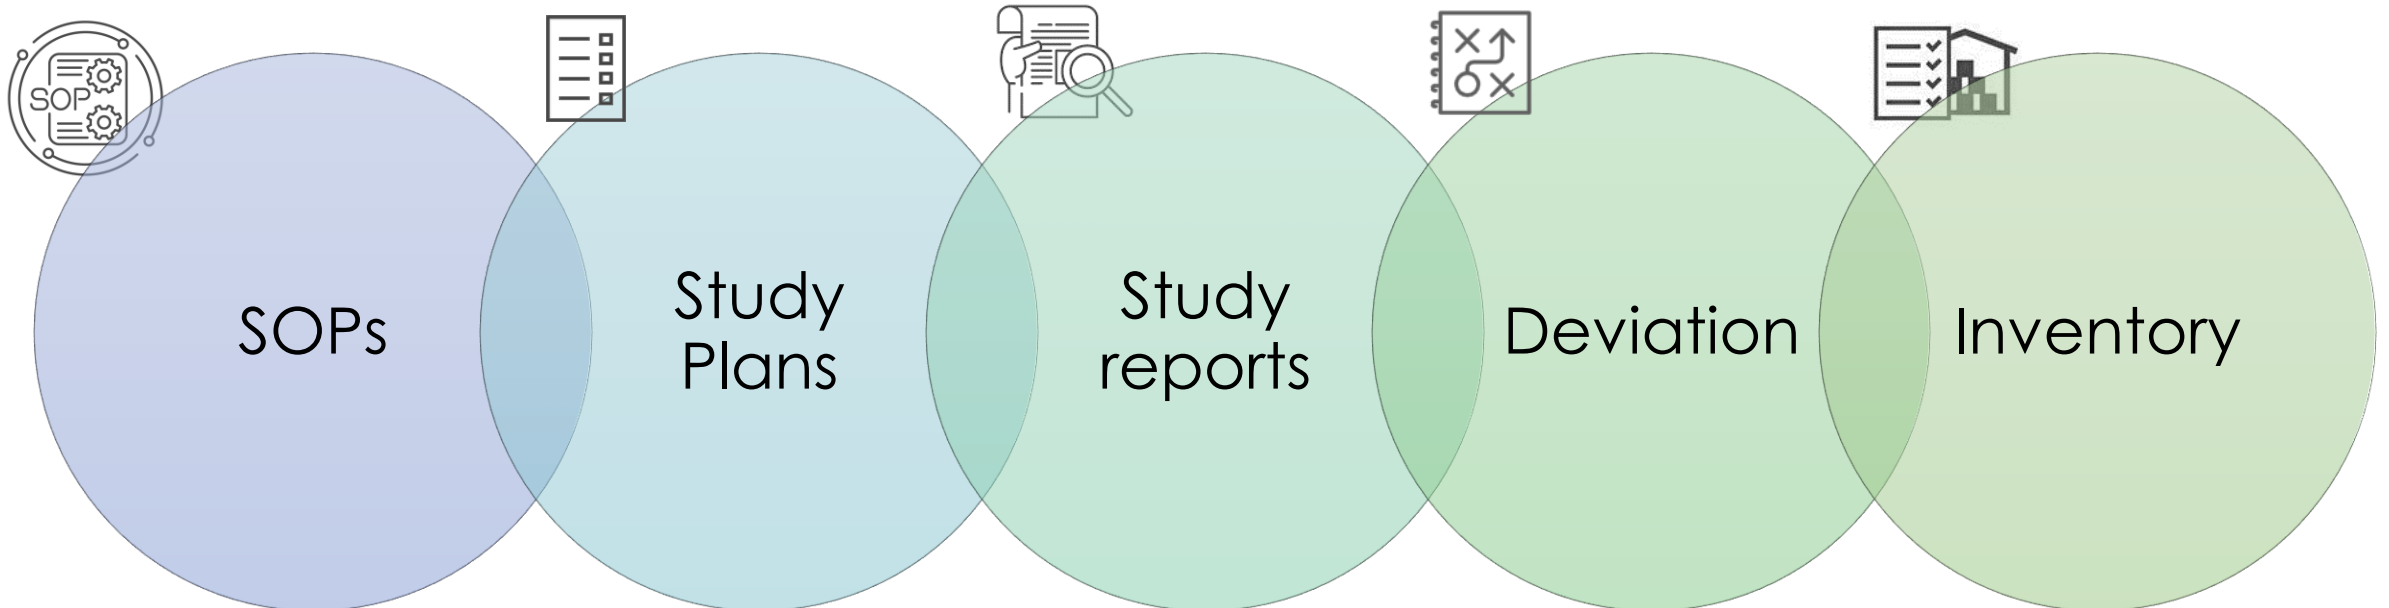 SOP
SOPs
Study
Plans
Study
reports
Deviation
Inventory